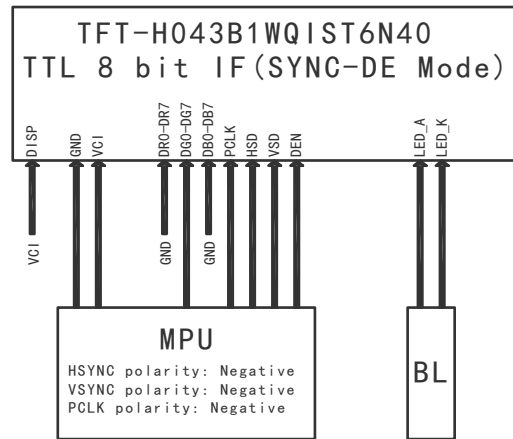 TFT-H043B1WQIST6N40
TTL 8 bit IF(SYNC-DE Mode)
DISP
GND
VCI
DR0-DR7
DG0-DG7
DB0-DB7
PCLK
HSD
VSD
DEN
LED_A
LED_K
VCI
GND
GND
MPU
HSYNC polarity: Negative
VSYNC polarity: Negative
PCLK polarity: Negative
BL